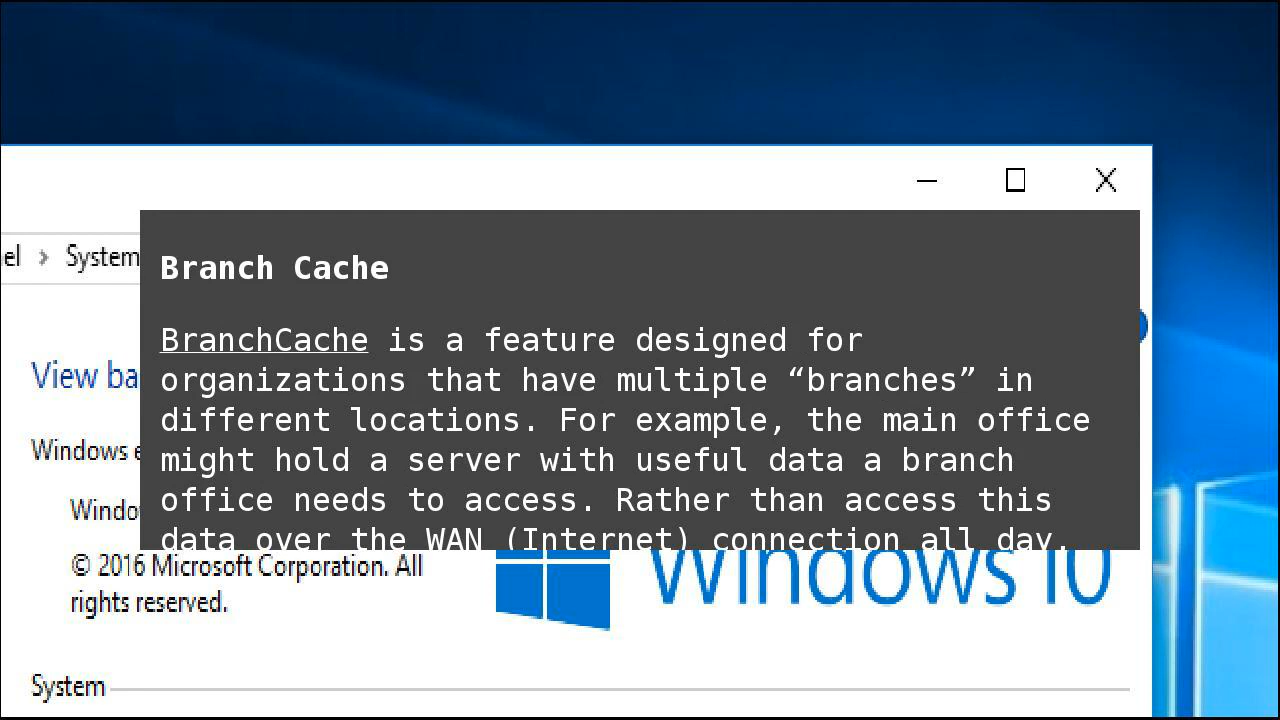 el > System
Branch Cache
BranchCache is a feature designed for
organizations that have multiple “branches” in
different locations. For example, the main office
might hold a server with useful data a branch
office needs to access. Rather than access this
data over the WAN (Internet) connection all day,
View ba
Windows e
Windo
© 2016 Microsoft Corporation. All
rights reserved.
Windows 10
System